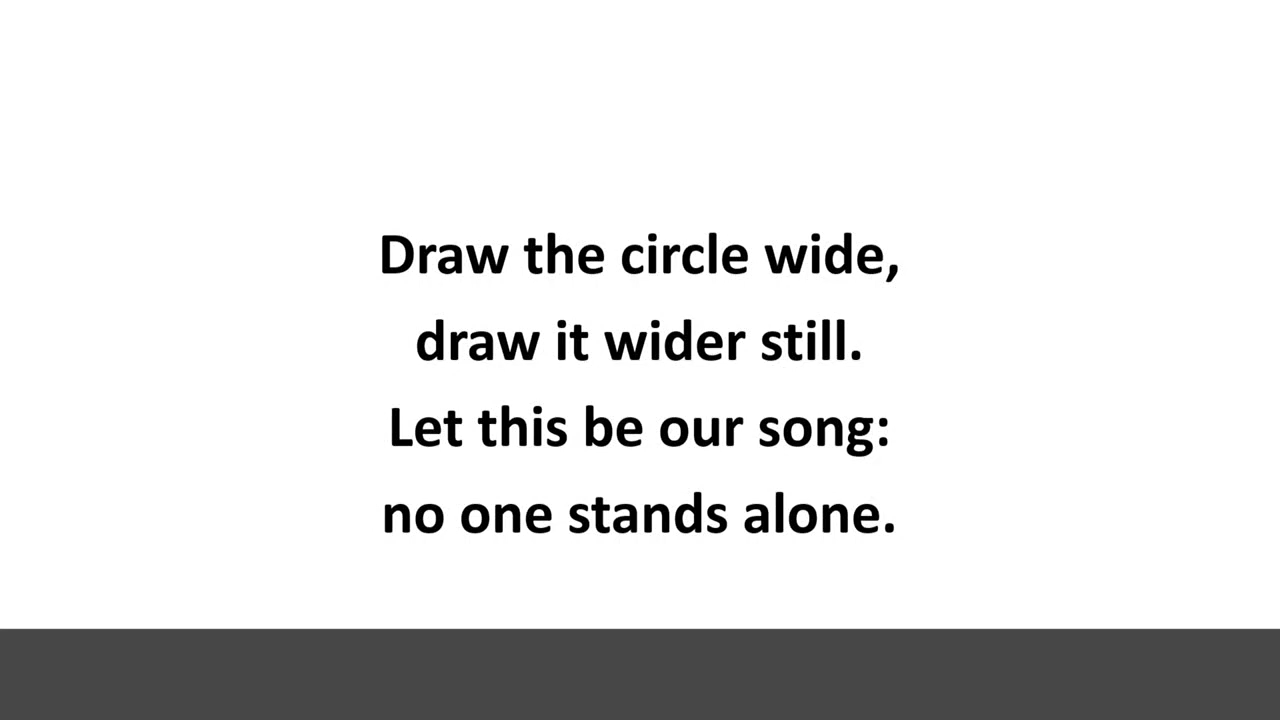 Draw the circle wide,
draw it wider still.
Let this be our song:
no one stands alone.